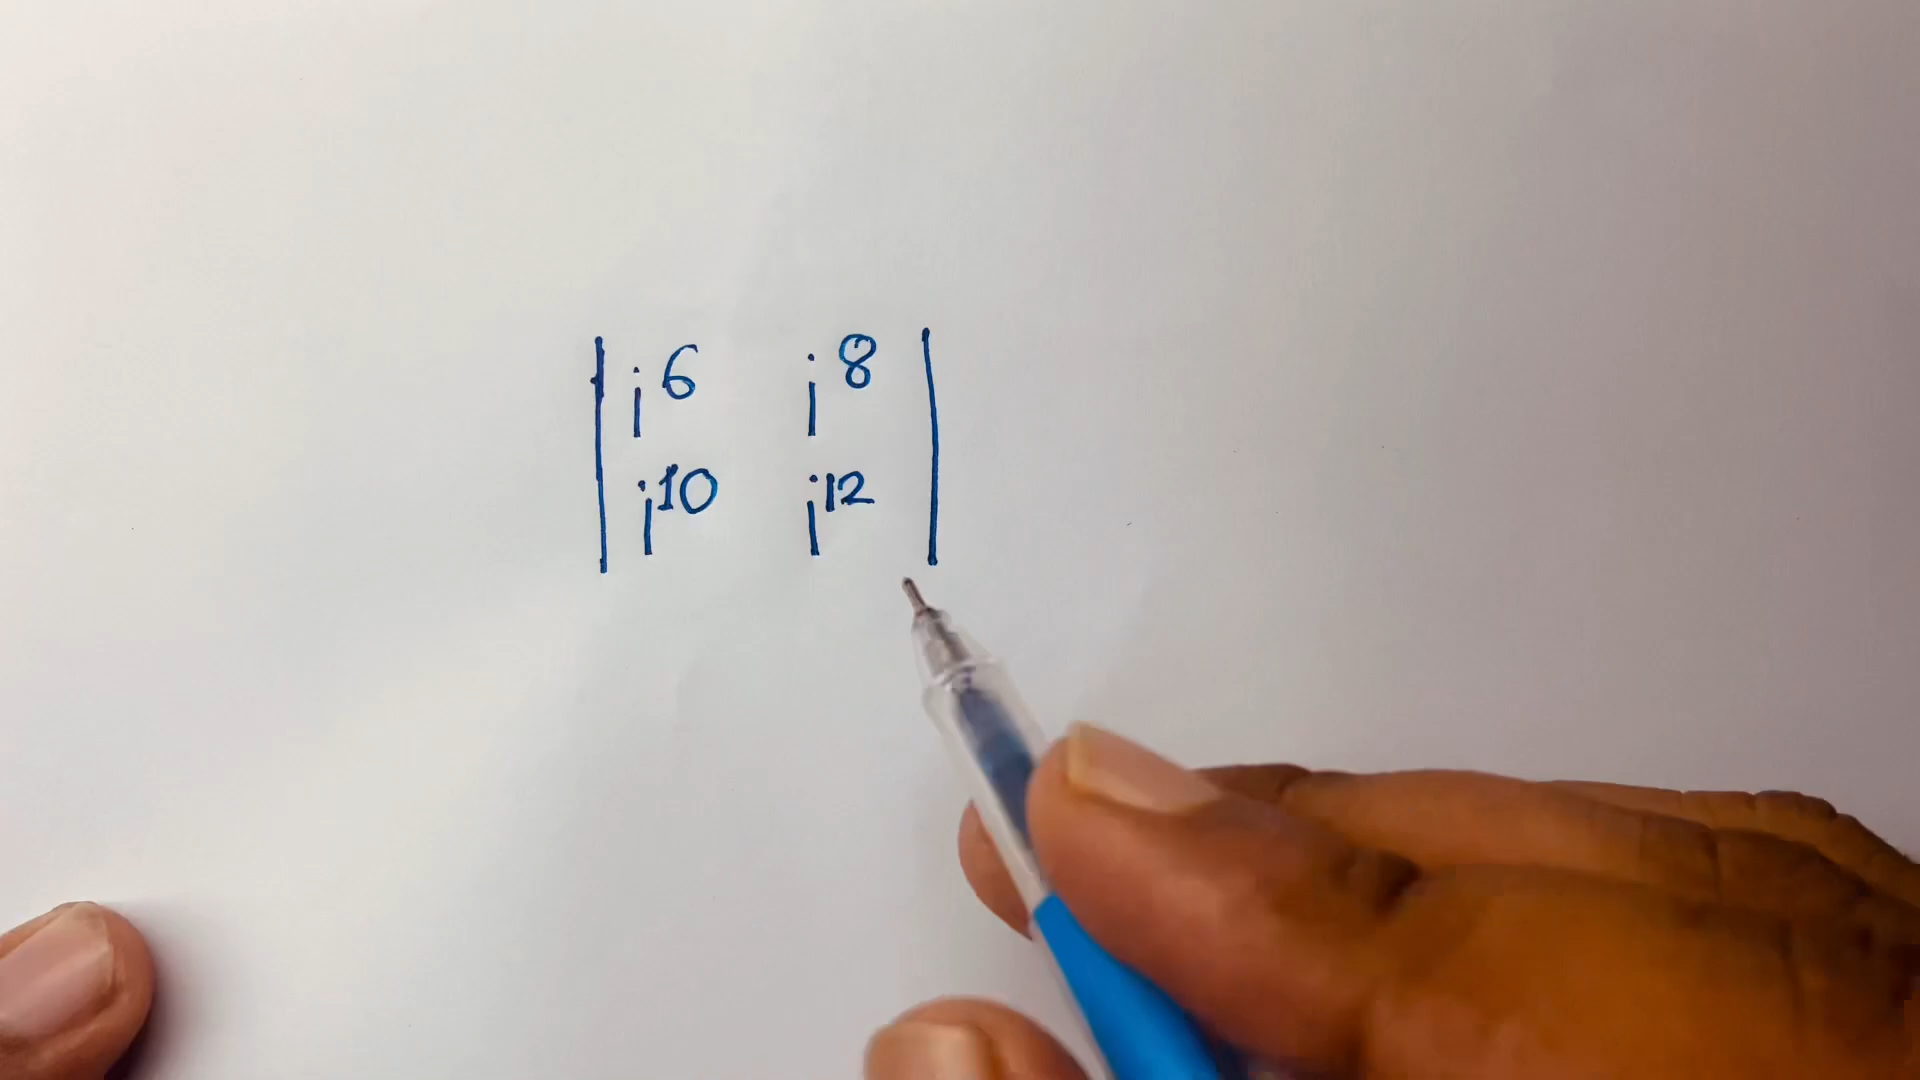 | i⁶ i⁸ |
| i¹⁰ i¹² |